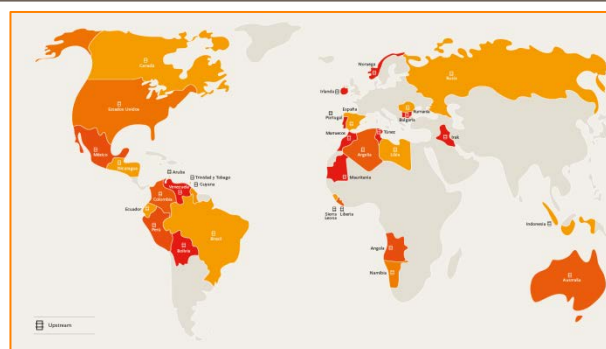 Canadá
Estados Unidos
México
Nicaragua
Aruba
Trinidad y Tobago
Venezuela
Guyana
Colombia
Ecuador
Perú
Brasil
Bolivia
Noruega
Irlanda
Rusia
España
Portugal
Rumanía
Bulgaria
Marruecos
Túnez
Irak
Argelia
Libia
Mauritania
Sierra
Leona
Liberia
Angola
Namibia
Indonesia
Australia
Upstream